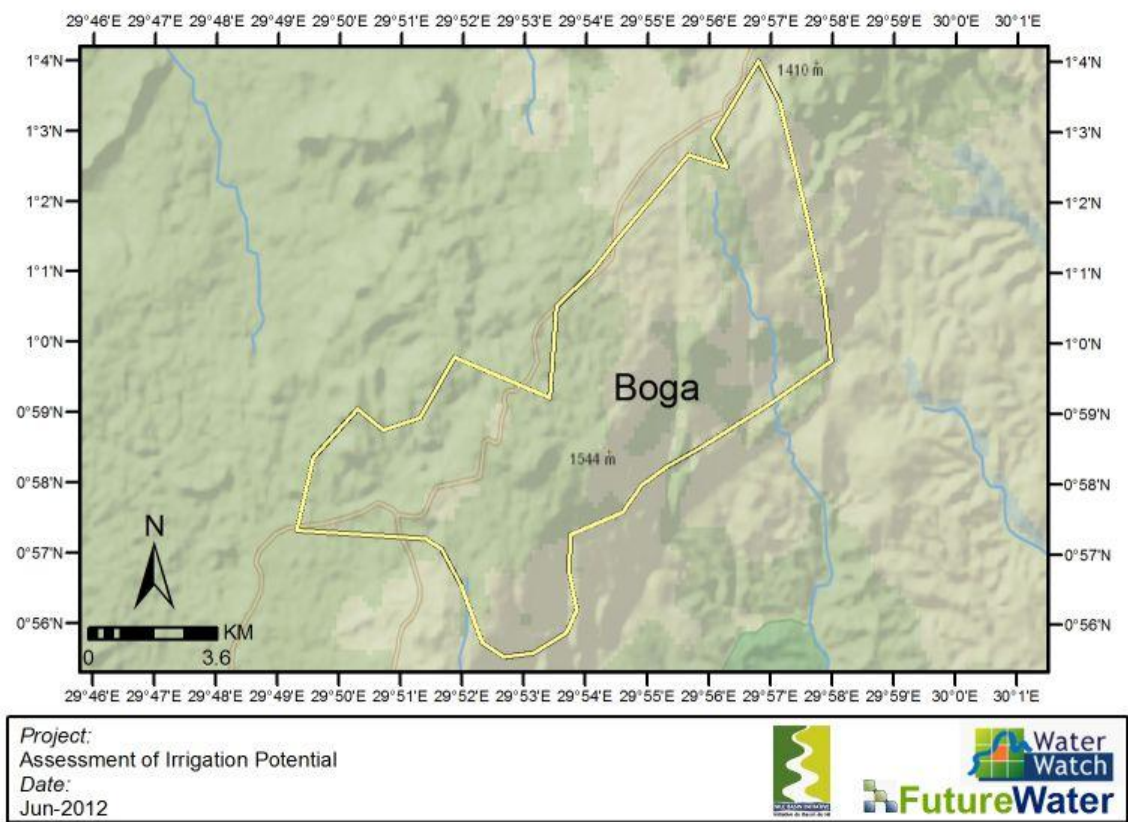 29°46'E 29°47'E 29°48'E 29°49'E 29°50'E 29°51'E 29°52'E 29°53'E 29°54'E 29°55'E 29°56'E 29°57'E 29°58'E 29°59'E 30°0'E 30°1'E
1°4'N 1°4'N
1410 m
1°3'N 1°3'N
1°2'N 1°2'N
1°1'N 1°1'N
1°0'N 1°0'N
Boga
0°59'N 0°59'N
1544 m
0°58'N 0°58'N
N
0°57'N 0°57'N
0°56'N 0°56'N
KM
0 3.6
29°46'E 29°47'E 29°48'E 29°49'E 29°50'E 29°51'E 29°52'E 29°53'E 29°54'E 29°55'E 29°56'E 29°57'E 29°58'E 29°59'E 30°0'E 30°1'E
Project:
Assessment of Irrigation Potential
Date:
Jun-2012
NILE BASIN INITIATIVE
Water
Watch
FutureWater